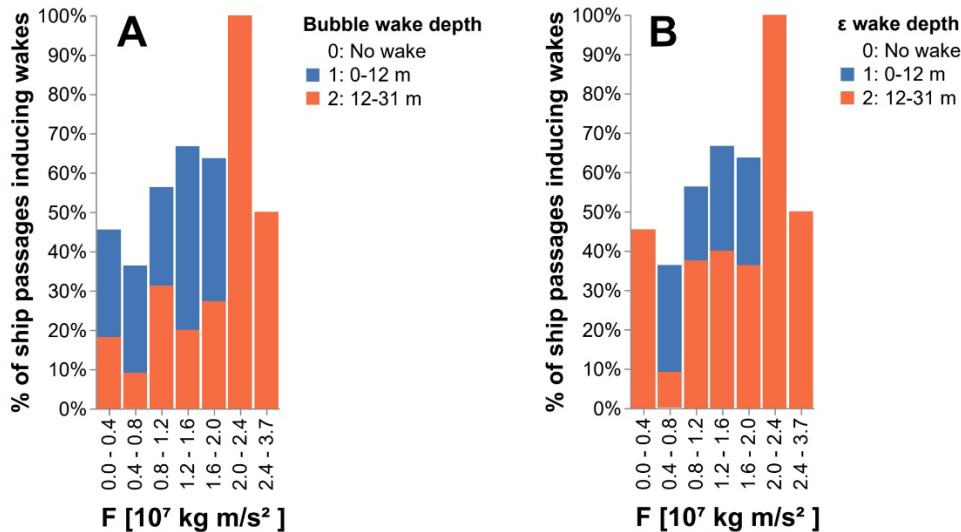 A
Bubble wake depth
0: No wake
1: 0-12 m
2: 12-31 m
% of ship passages inducing wakes
100%
90%
80%
70%
60%
50%
40%
30%
20%
10%
0%
0.0 - 0.4
0.4 - 0.8
0.8 - 1.2
1.2 - 1.6
1.6 - 2.0
2.0 - 2.4
2.4 - 3.7
F [10⁷ kg m/s² ]
B
ε wake depth
0: No wake
1: 0-12 m
2: 12-31 m
% of ship passages inducing wakes
100%
90%
80%
70%
60%
50%
40%
30%
20%
10%
0%
0.0 - 0.4
0.4 - 0.8
0.8 - 1.2
1.2 - 1.6
1.6 - 2.0
2.0 - 2.4
2.4 - 3.7
F [10⁷ kg m/s² ]